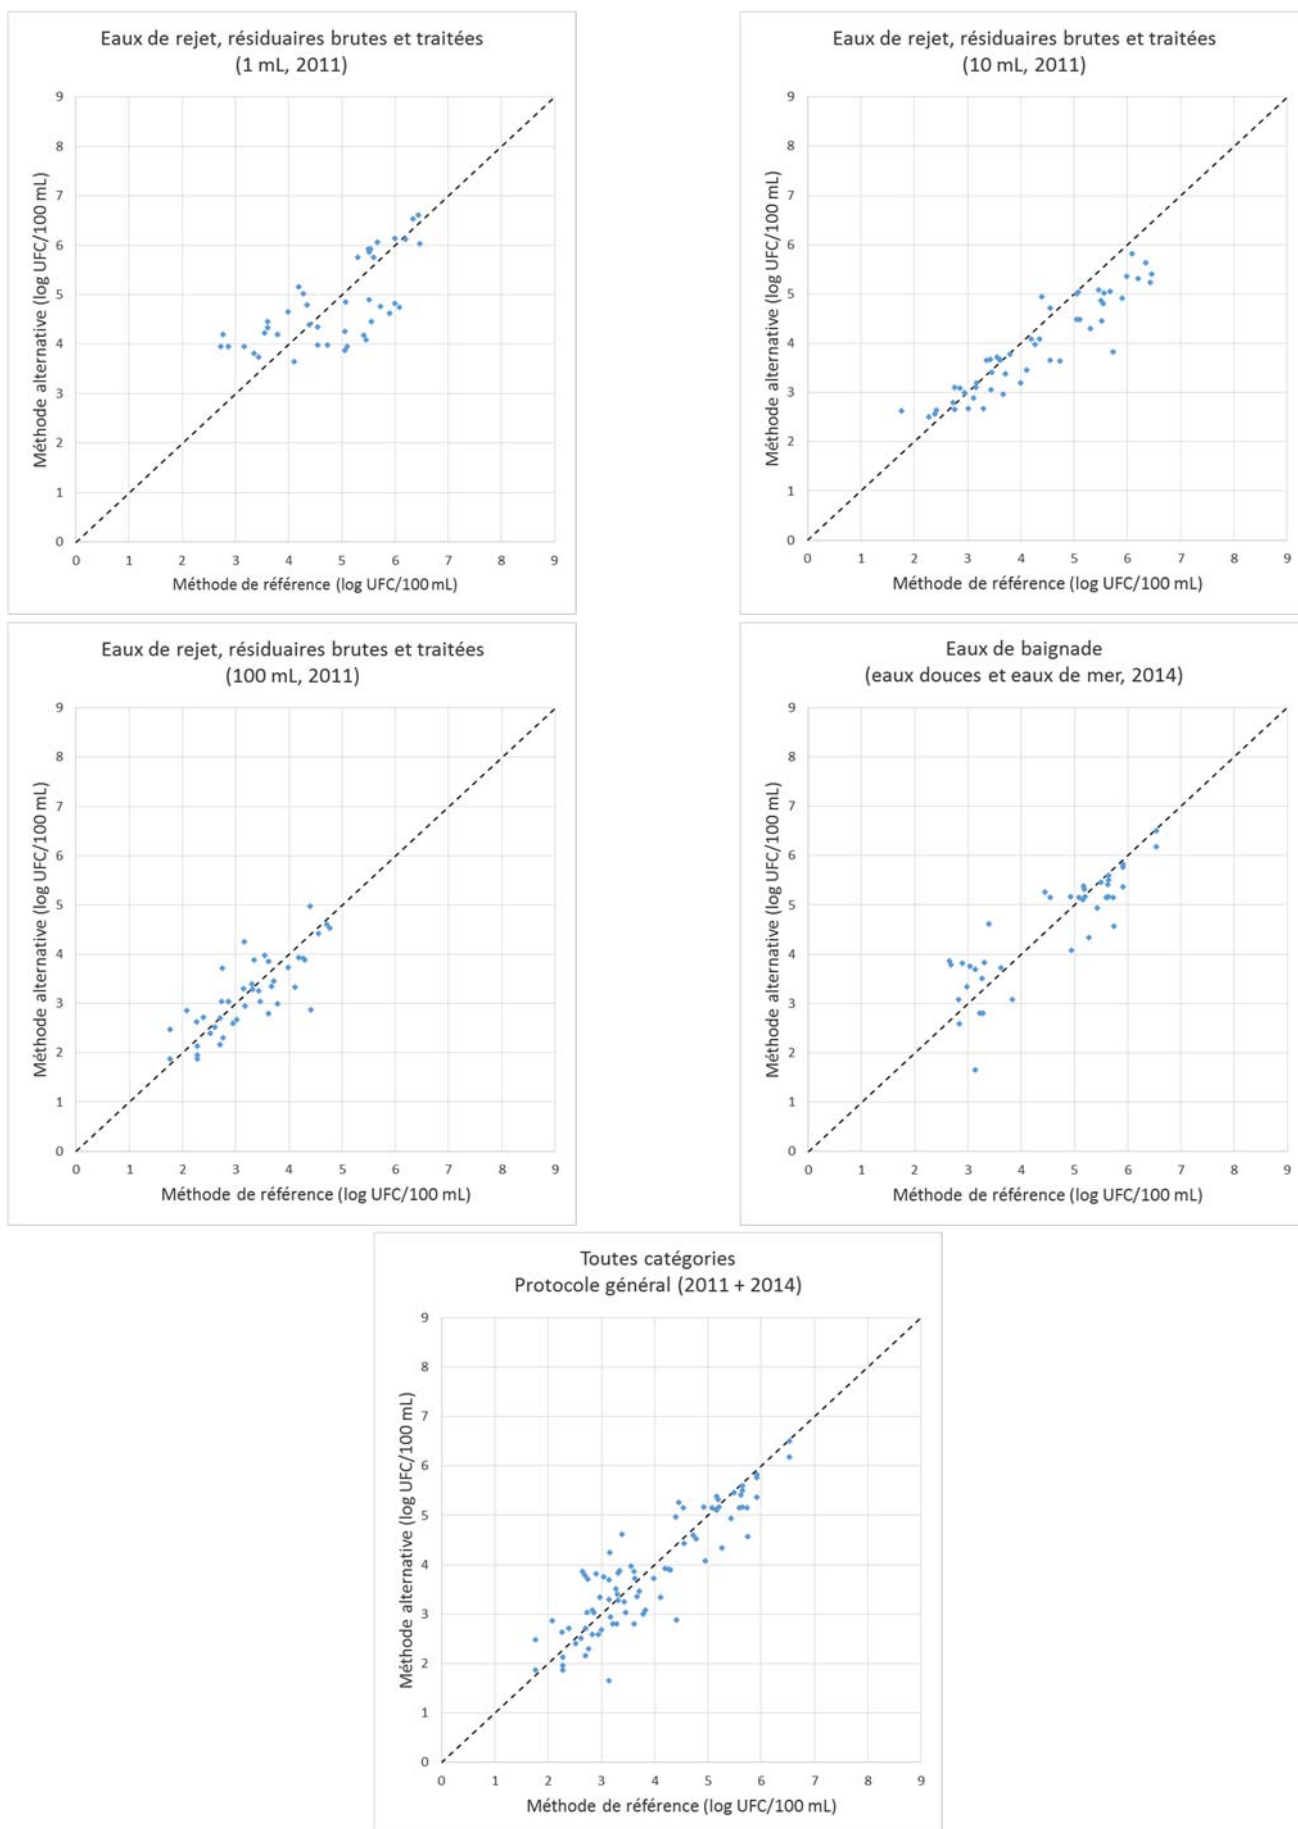 Eaux de rejet, résiduaires brutes et traitées
(1 mL, 2011)
Méthode alternative (log UFC/100 mL)
9
8
7
6
5
4
3
2
1
0
0 1 2 3 4 5 6 7 8 9
Méthode de référence (log UFC/100 mL)
Eaux de rejet, résiduaires brutes et traitées
(10 mL, 2011)
Méthode alternative (log UFC/100 mL)
9
8
7
6
5
4
3
2
1
0
0 1 2 3 4 5 6 7 8 9
Méthode de référence (log UFC/100 mL)
Eaux de rejet, résiduaires brutes et traitées
(100 mL, 2011)
Méthode alternative (log UFC/100 mL)
9
8
7
6
5
4
3
2
1
0
0 1 2 3 4 5 6 7 8 9
Méthode de référence (log UFC/100 mL)
Eaux de baignade
(eaux douces et eaux de mer, 2014)
Méthode alternative (log UFC/100 mL)
9
8
7
6
5
4
3
2
1
0
0 1 2 3 4 5 6 7 8 9
Méthode de référence (log UFC/100 mL)
Toutes catégories
Protocole général (2011 + 2014)
Méthode alternative (log UFC/100 mL)
9
8
7
6
5
4
3
2
1
0
0 1 2 3 4 5 6 7 8 9
Méthode de référence (log UFC/100 mL)